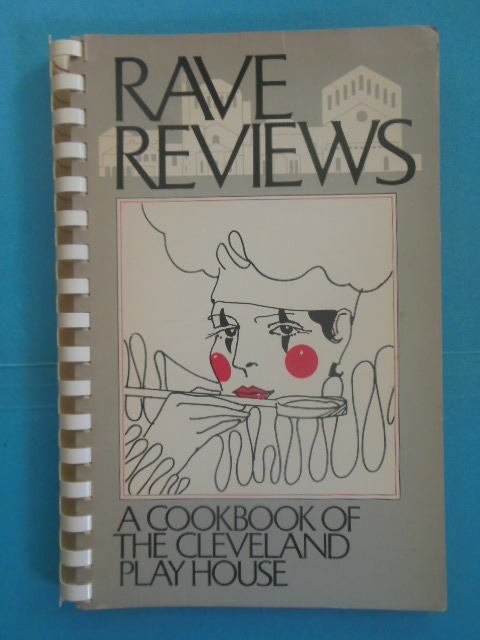 RAVE
REVIEWS
A COOKBOOK OF
THE CLEVELAND
PLAY HOUSE